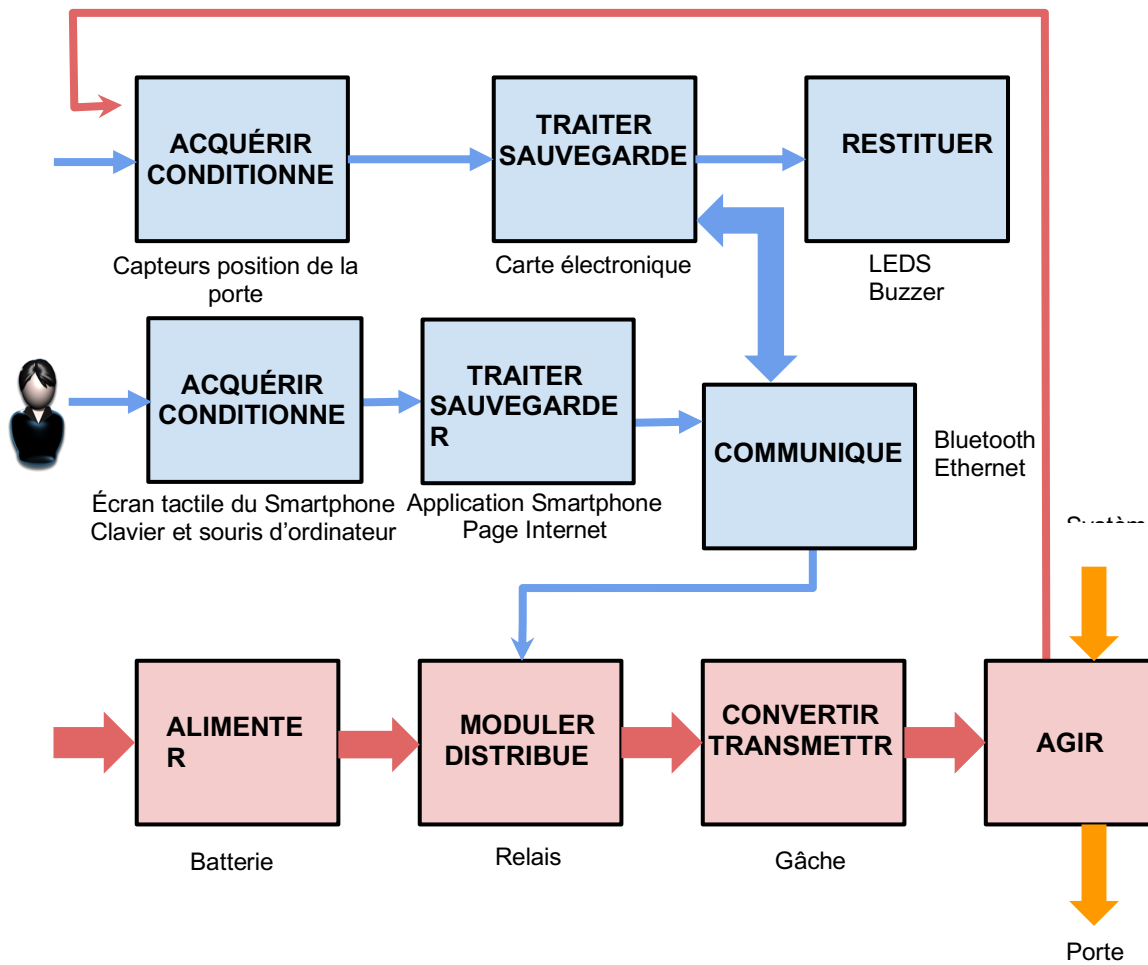 ACQUÉRIR
CONDITIONNE
TRAITER
SAUVEGARDE
RESTITUER
Capteurs position de la
porte
Carte électronique
LEDS
Buzzer
ACQUÉRIR
CONDITIONNE
TRAITER
SAUVEGARDE
R
COMMUNIQUE
Bluetooth
Ethernet
Écran tactile du Smartphone
Clavier et souris d'ordinateur
Application Smartphone
Page Internet
ALIMENTE
R
MODULER
DISTRIBUE
CONVERTIR
TRANSMETTR
AGIR
Batterie
Relais
Gâche
Porte